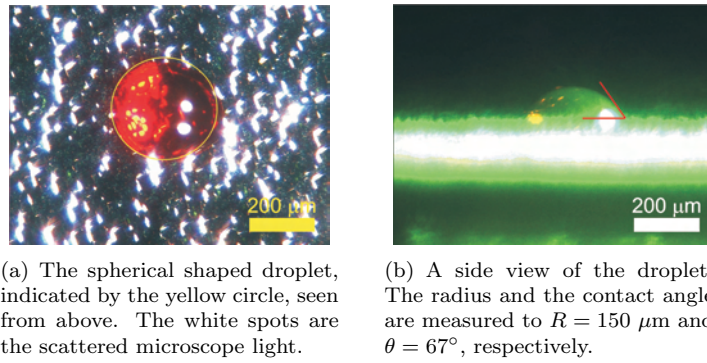 200 μm
200 μm
(a) The spherical shaped droplet,
indicated by the yellow circle, seen
from above. The white spots are
the scattered microscope light.
(b) A side view of the droplet
The radius and the contact angle
are measured to R = 150 μm and
θ = 67°, respectively.